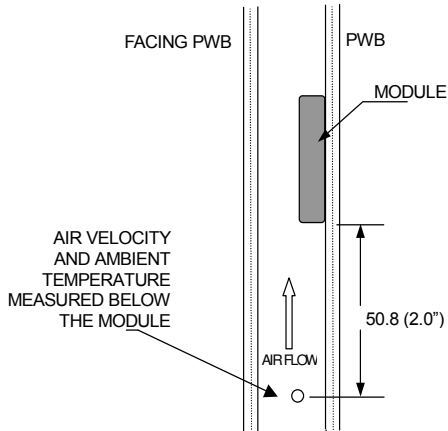 FACING PWB
PWB
MODULE
AIR VELOCITY
AND AMBIENT
TEMPERATURE
MEASURED BELOW
THE MODULE
50.8 (2.0”)
AIR FLOW